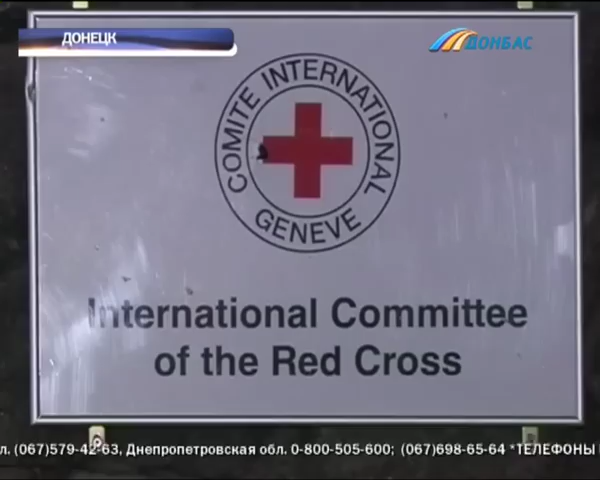 ДОНЕЦК
ДОНБАС
COMITE INTERNATIONAL
GENEVE
International Committee
of the Red Cross
л. (067)579-42-63, Днепропетровская обл. 0-800-505-600; (067)698-65-64 *ТЕЛЕФОНЫ